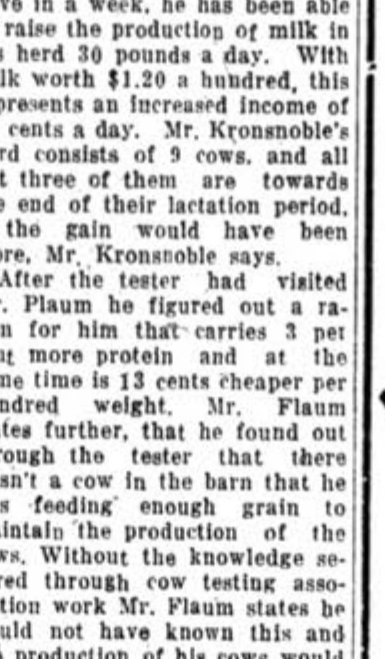 ve in a week, he has been able
raise the production of milk in
s herd 30 pounds a day. With
lk worth $1.20 a hundred, this
presents an increased income of
cents a day. Mr. Kronsnoble's
rd consists of 9 cows, and all
t three of them are towards
e end of their lactation period,
the gain would have been
ore, Mr. Kronsnoble says.
After the tester had visited
r. Plaum he figured out a ra-
n for him that carries 3 per
nt more protein and at the
me time is 13 cents cheaper per
ndred weight. Mr. Flaum
tes further, that he found out
rough the tester that there
sn't a cow in the barn that he
s feeding enough grain to
intain the production of the
ws. Without the knowledge se-
red through cow testing asso-
tion work Mr. Flaum states he
uld not have known this and
production of his cows would